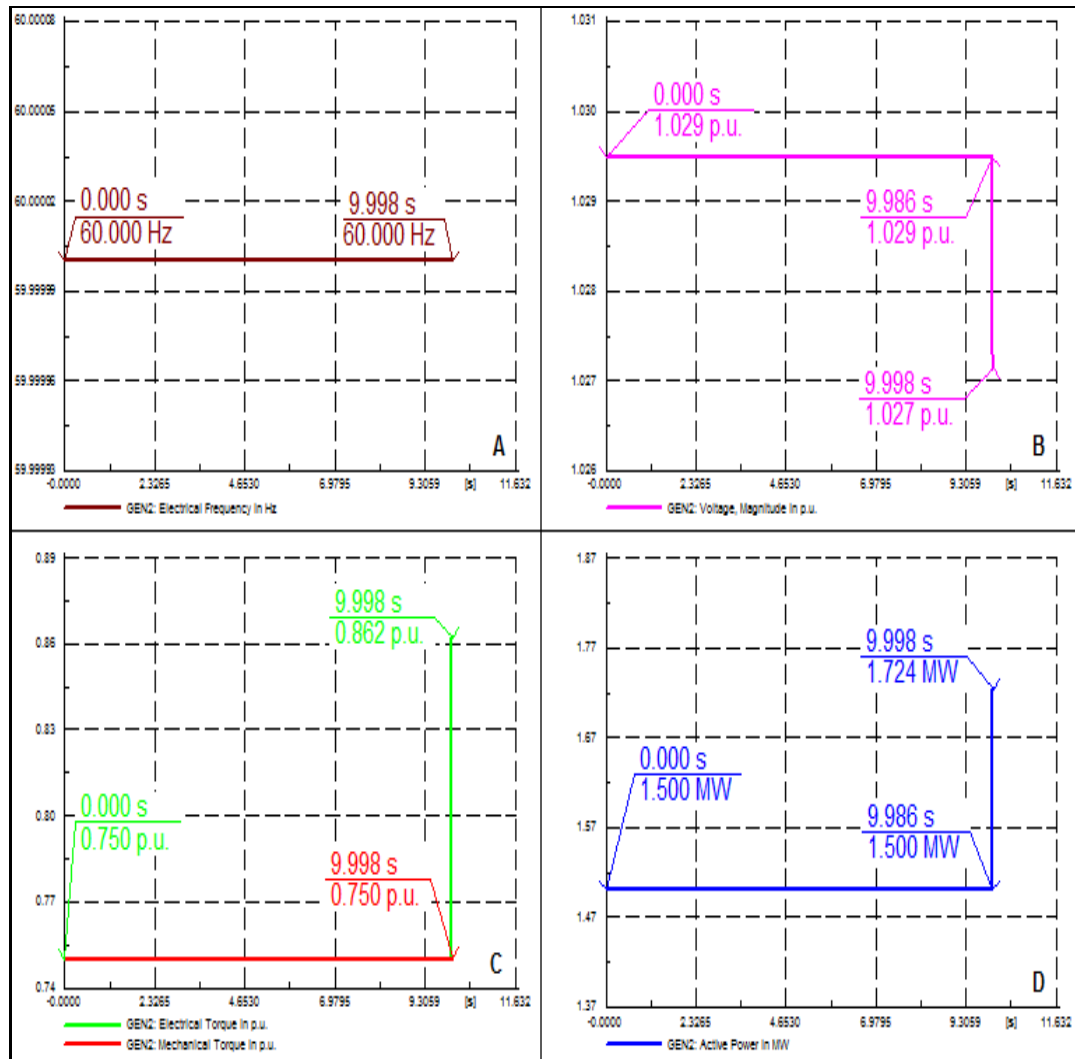 60.00008
60.00005
60.00002
59.99999
59.99996
59.99993
0.000 s
60.000 Hz
9.998 s
60.000 Hz
A
-0.0000 2.3265 4.6530 6.9795 9.3059 [s] 11.632
GEN2: Electrical Frequency in Hz
1.031
1.030
1.029
1.028
1.027
1.026
0.000 s
1.029 p.u.
9.986 s
1.029 p.u.
9.998 s
1.027 p.u.
B
-0.0000 2.3265 4.6530 6.9795 9.3059 [s] 11.632
GEN2: Voltage, Magnitude in p.u.
0.89
0.86
0.83
0.80
0.77
0.74
9.998 s
0.862 p.u.
0.000 s
0.750 p.u.
9.998 s
0.750 p.u.
C
-0.0000 2.3265 4.6530 6.9795 9.3059 [s] 11.632
GEN2: Electrical Torque in p.u.
GEN2: Mechanical Torque in p.u.
1.87
1.77
1.67
1.57
1.47
1.37
9.998 s
1.724 MW
0.000 s
1.500 MW
9.986 s
1.500 MW
D
-0.0000 2.3265 4.6530 6.9795 9.3059 [s] 11.632
GEN2: Active Power in MW